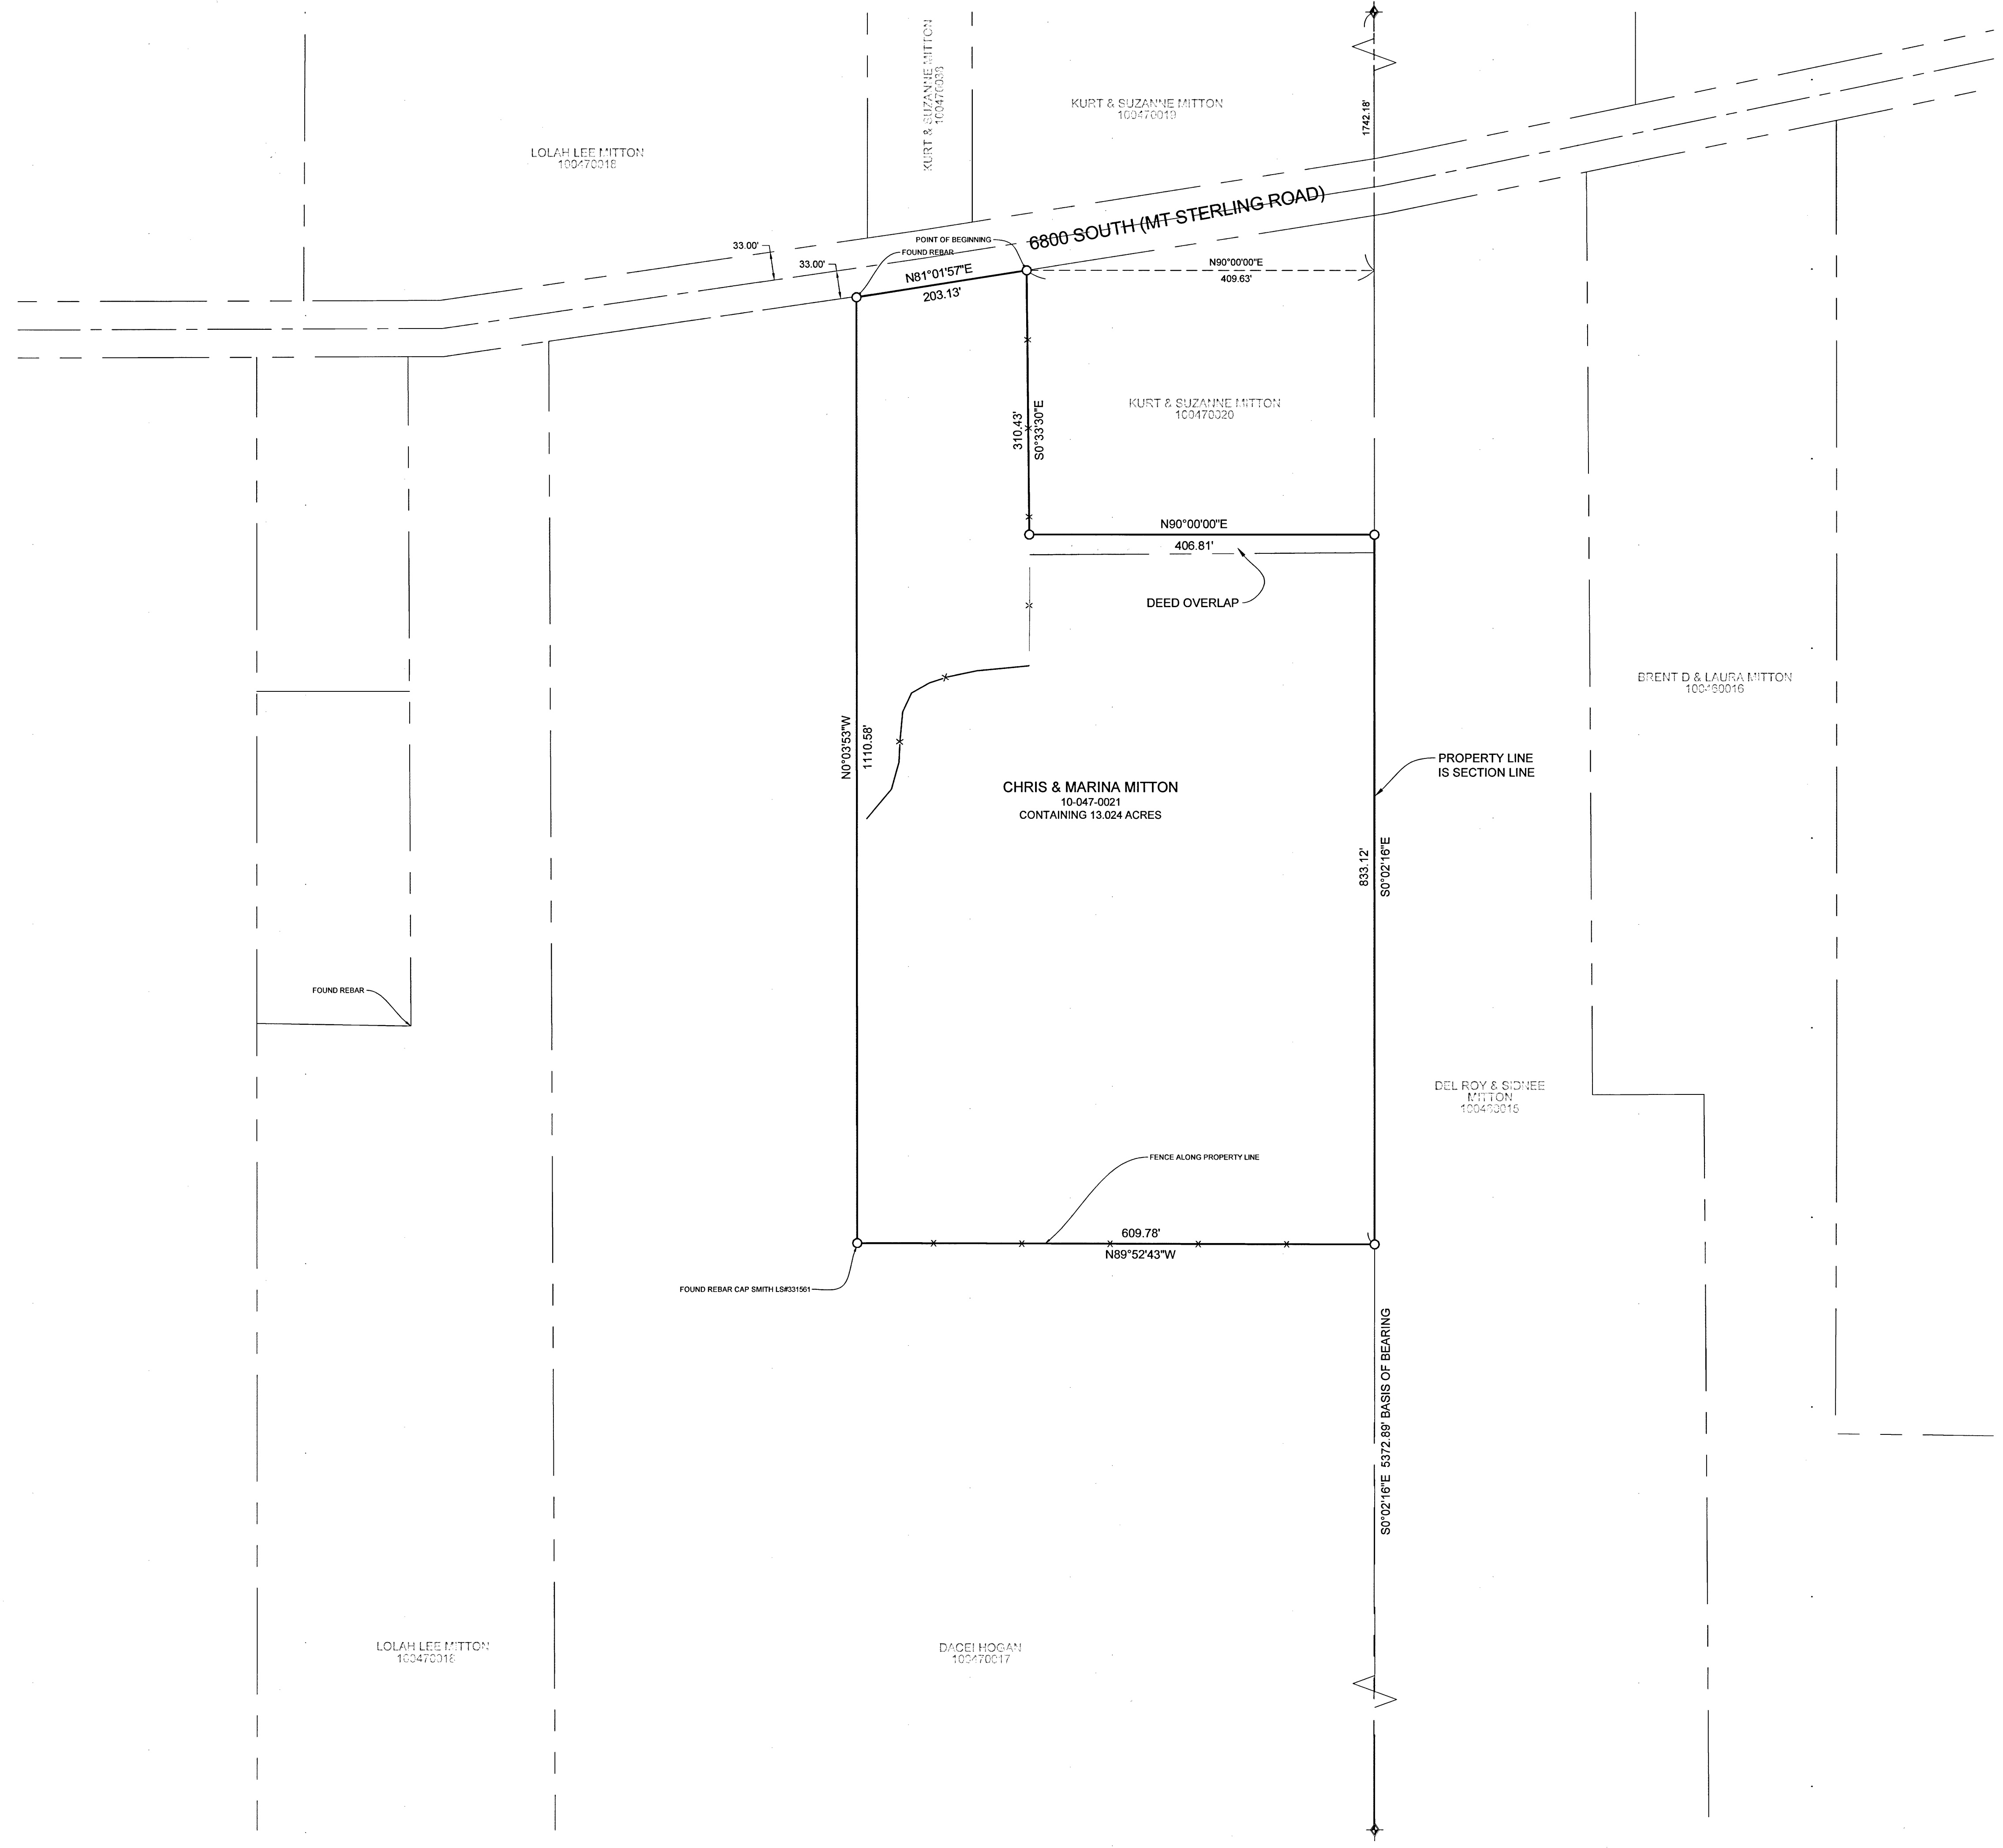 KURT & SUZANNE MITTON
100470038
KURT & SUZANNE MITTON
100470019
1742.18'
LOLAH LEE MITTON
100470018
6800 SOUTH (MT STERLING ROAD)
POINT OF BEGINNING
FOUND REBAR
33.00'
33.00'
N81°01'57"E
203.13'
N90°00'00"E
409.63'
310.43'
S0°33'30"E
KURT & SUZANNE MITTON
100470020
N90°00'00"E
406.81'
DEED OVERLAP
BRENT D & LAURA MITTON
N0°03'53"W
1110.58'
PROPERTY LINE
IS SECTION LINE
CHRIS & MARINA MITTON
10-047-0021
CONTAINING 13.024 ACRES
833.12'
S0°02'16"E
FOUND REBAR
DEL ROY & SIDNEE
MITTON
FENCE ALONG PROPERTY LINE
609.78'
N89°52'43"W
FOUND REBAR CAP SMITH LS#331561
S0°02'16"E 5372.89' BASIS OF BEARING
LOLAH LEE MITTON
100470018
DACEI HOGAN
100470017